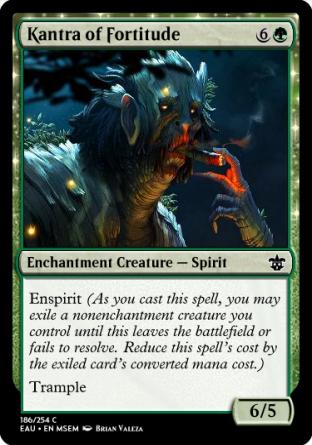 Kantra of Fortitude 6
Enchantment Creature — Spirit
Enspirit (As you cast this spell, you may
exile a nonenchantment creature you
control until this leaves the battlefield or
fails to resolve. Reduce this spell's cost by
the exiled card's converted mana cost.)
Trample
6/5
186/254 C
EAU • EN MSEM Brian Valeza